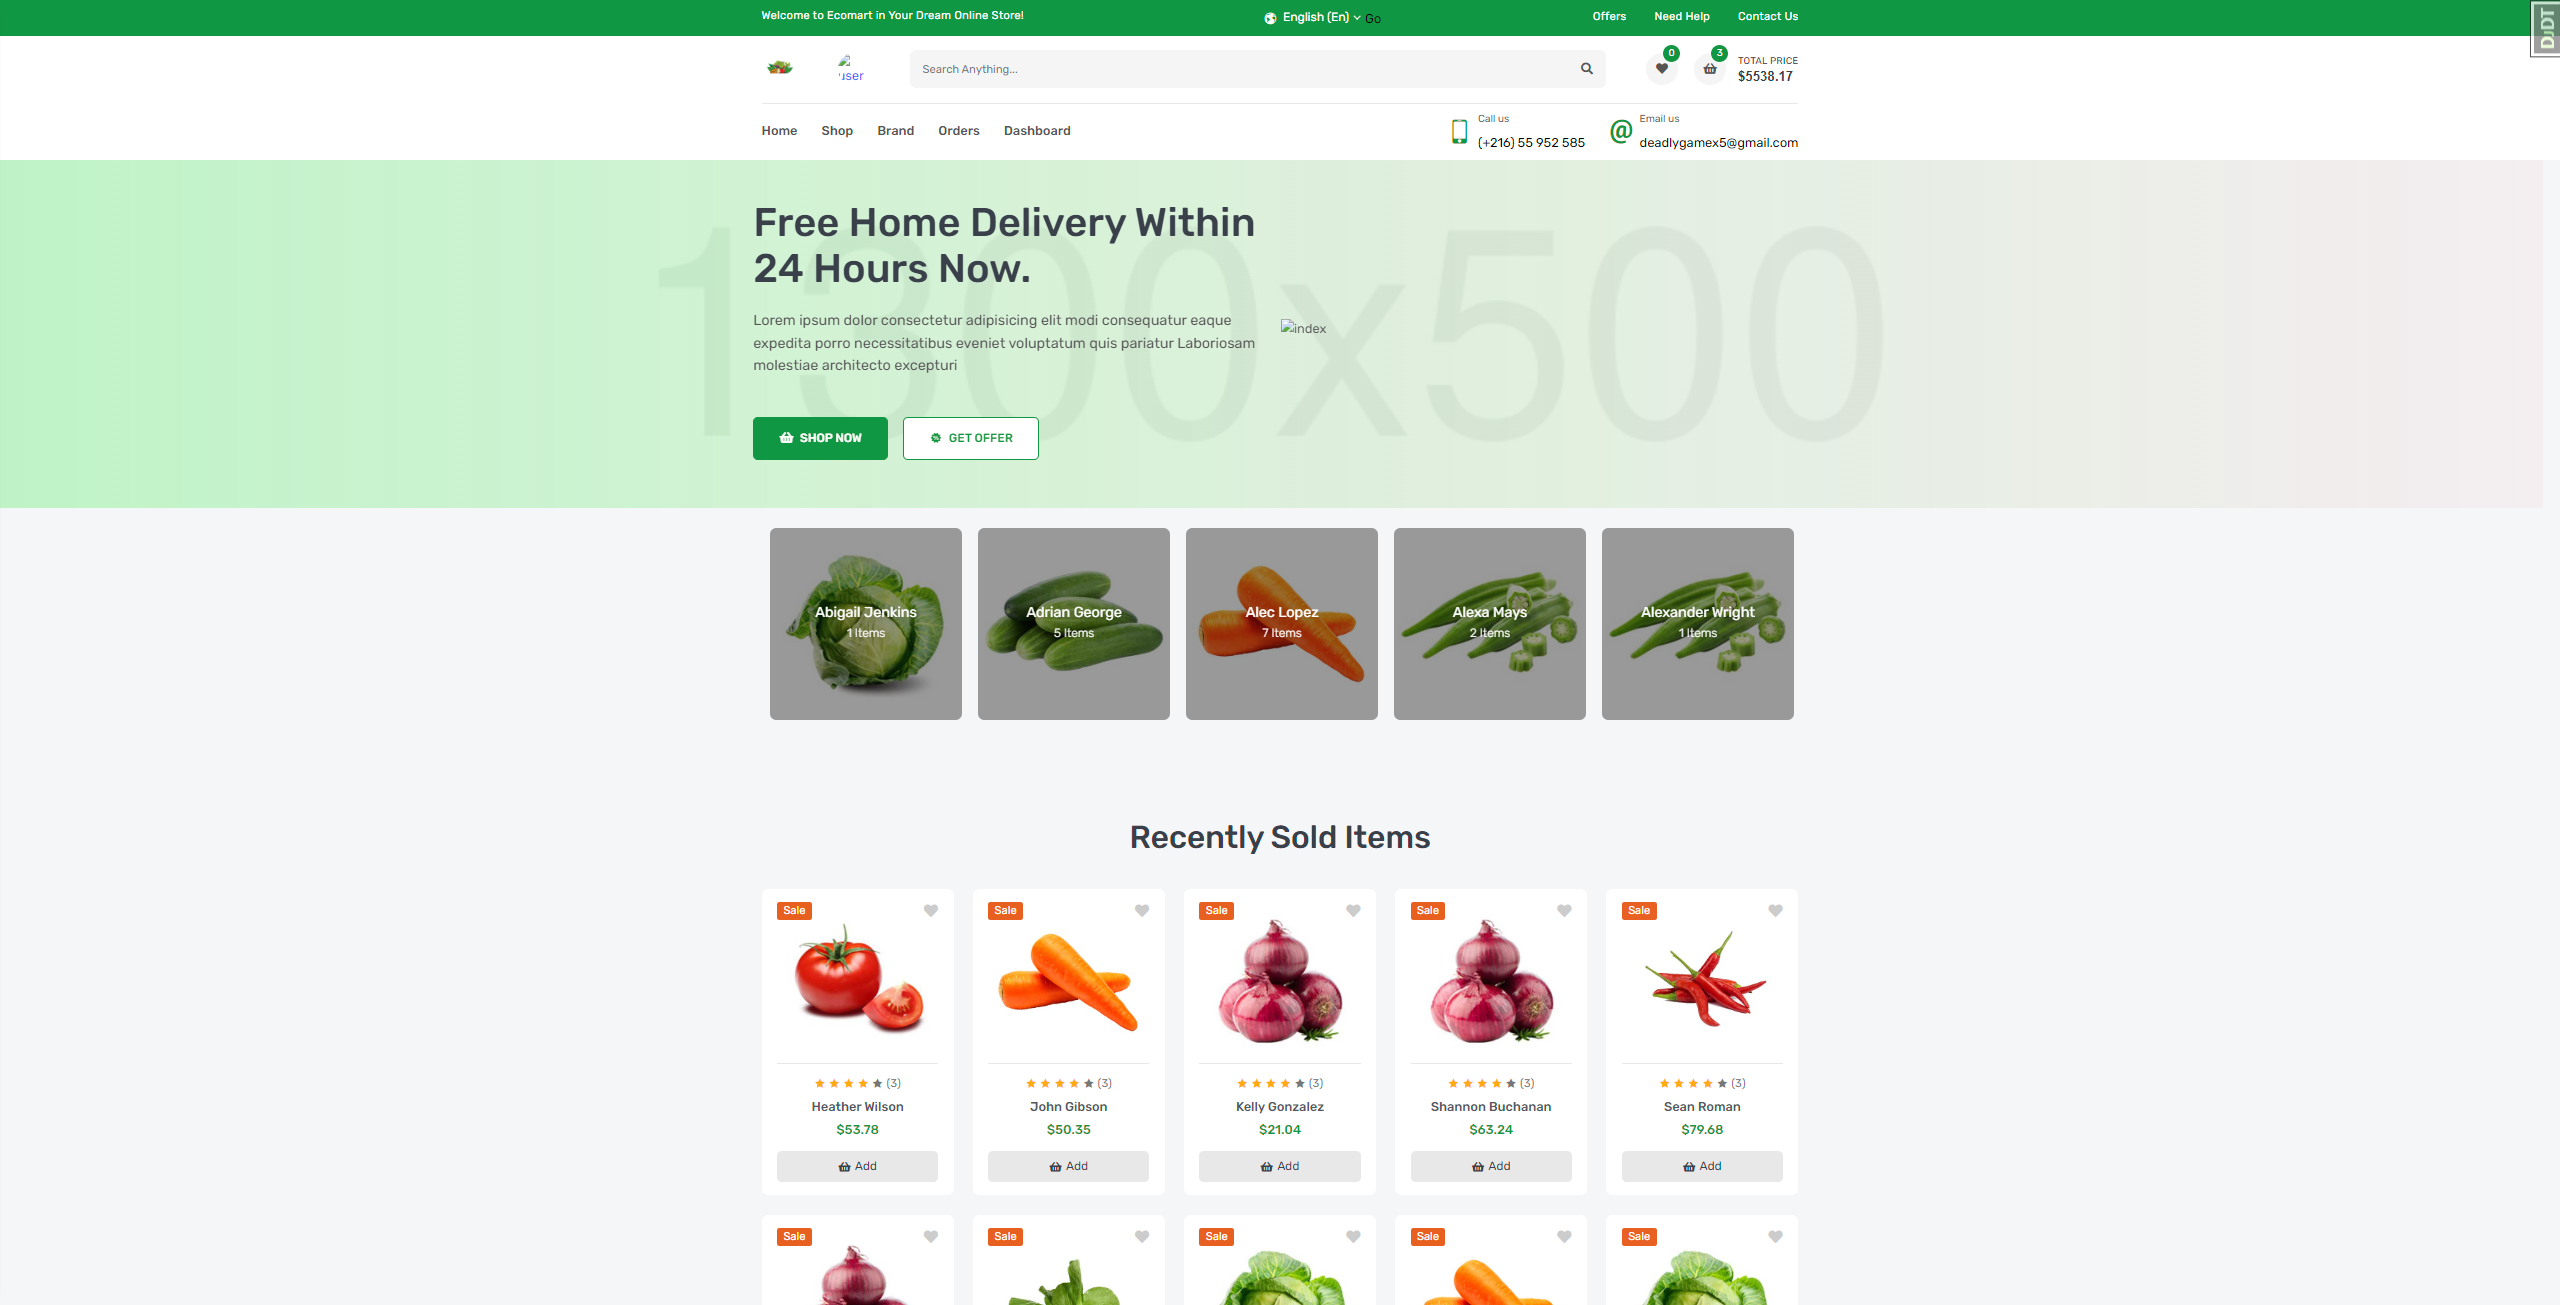 Welcome to Ecomart in Your Dream Online Store!
English (En) Go
Offers Need Help Contact Us
DjDT
user
Search Anything...
0
3
TOTAL PRICE
$5538.17
Home Shop Brand Orders Dashboard
Call us
(+216) 55 952 585
Email us
deadlygamex5@gmail.com
1300x500
Free Home Delivery Within
24 Hours Now.
Lorem ipsum dolor consectetur adipisicing elit modi consequatur eaque
expedita porro necessitatibus eveniet voluptatum quis pariatur Laboriosam
molestiae architecto excepturi
index
SHOP NOW
GET OFFER
Abigail Jenkins
1 Items
Adrian George
5 Items
Alec Lopez
7 Items
Alexa Mays
2 Items
Alexander Wright
1 Items
Recently Sold Items
Sale
(3)
Heather Wilson
$53.78
Add
Sale
(3)
John Gibson
$50.35
Add
Sale
(3)
Kelly Gonzalez
$21.04
Add
Sale
(3)
Shannon Buchanan
$63.24
Add
Sale
(3)
Sean Roman
$79.68
Add
Sale
Sale
Sale
Sale
Sale